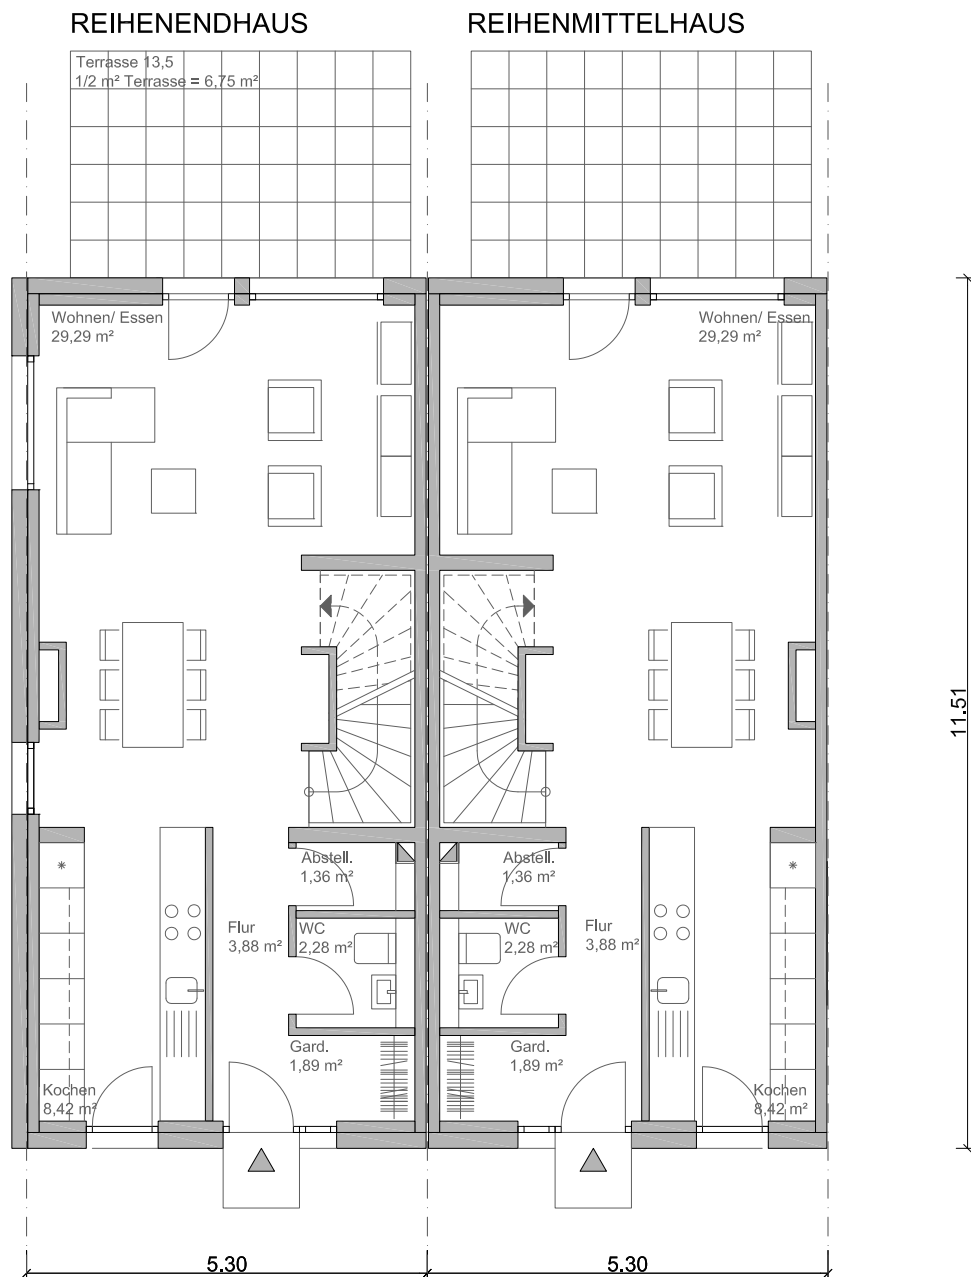 REIHENENDHAUS
REIHENMITTELHAUS
Terrasse 13,5
1/2 m² Terrasse = 6,75 m²
Wohnen/ Essen
29,29 m²
Wohnen/ Essen
29,29 m²
11.51
Abstell.
1,36 m²
Abstell.
1,36 m²
Flur
3,88 m²
WC
2,28 m²
WC
2,28 m²
Flur
3,88 m²
Gard.
1,89 m²
Gard.
1,89 m²
Kochen
8,42 m²
Kochen
8,42 m²
5.30
5.30